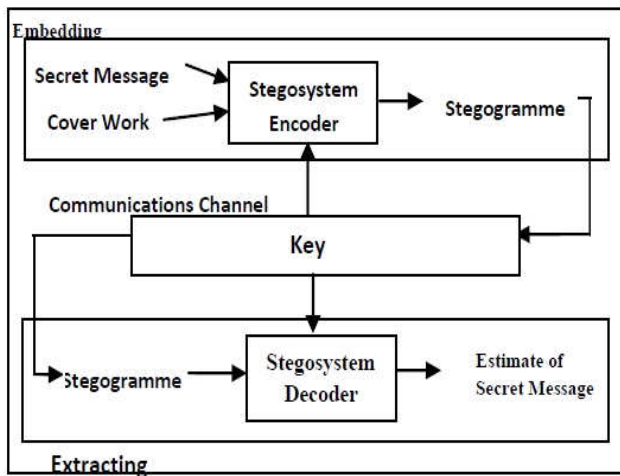 Embedding
Secret Message
Cover Work
Stegosystem
Encoder
Stegogramme
Communications Channel
Key
Stegogramme
Stegosystem
Decoder
Estimate of
Secret Message
Extracting